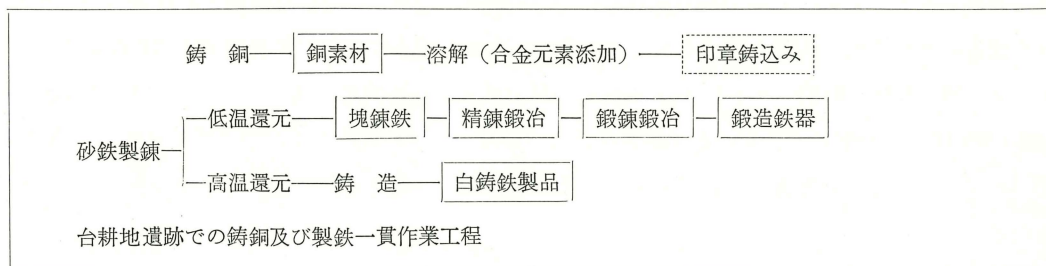 鋳　銅 銅素材 溶解（合金元素添加） 印章鋳込み
低温還元 塊錬鉄 精錬鍛冶 鍛錬鍛冶 鍛造鉄器
砂鉄製錬
高温還元 鋳　造 白鋳鉄製品
台耕地遺跡での鋳銅及び製鉄一貫作業工程